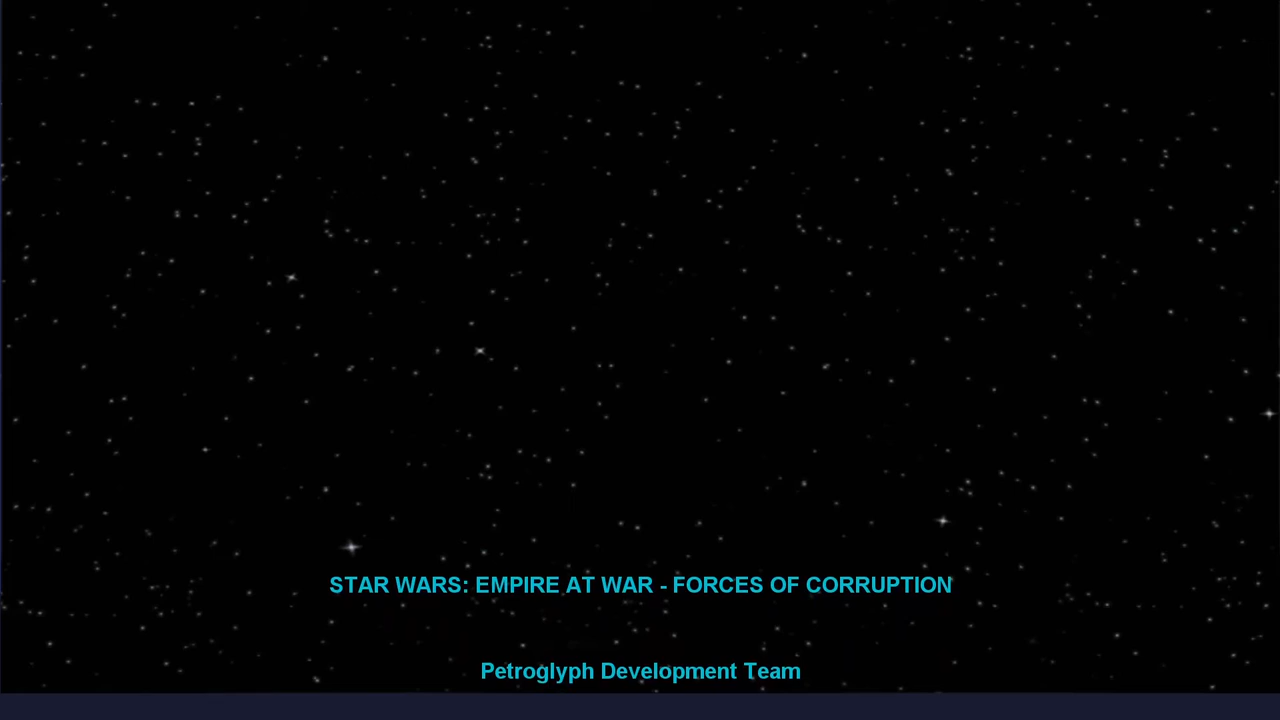 STAR WARS: EMPIRE AT WAR - FORCES OF CORRUPTION
Petroglyph Development Team